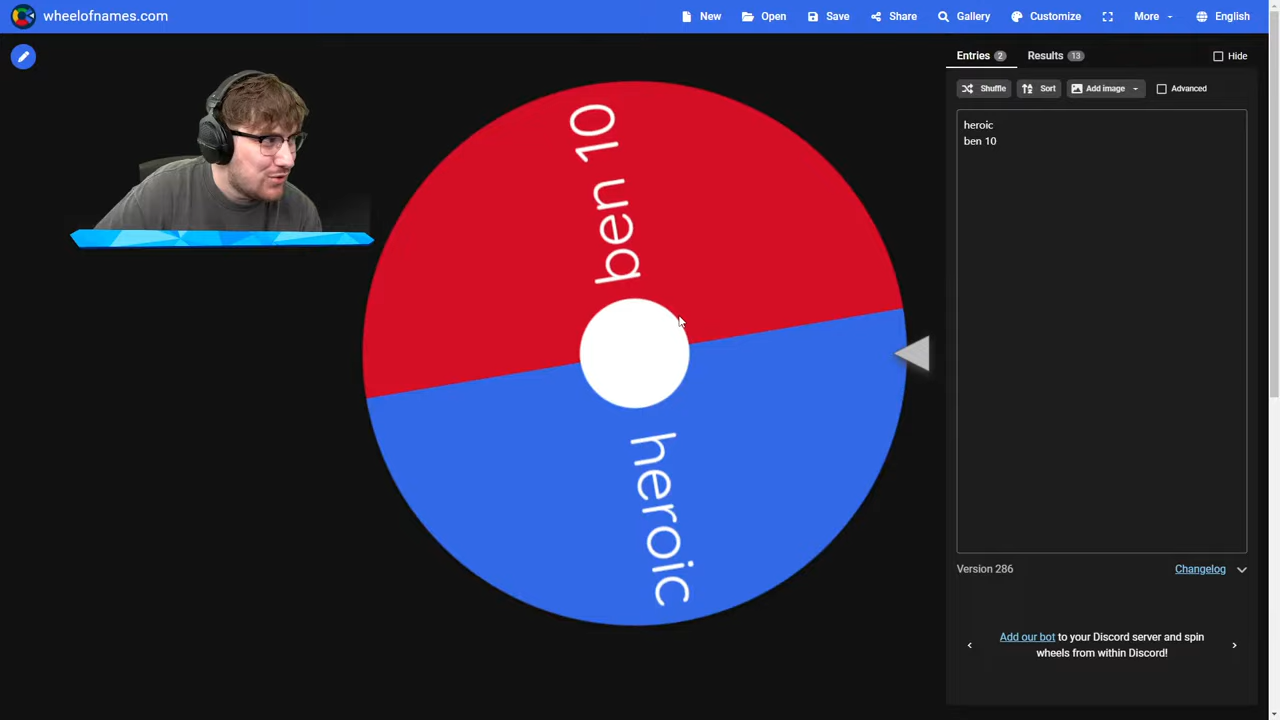 wheelofnames.com
New
Open
Save
Share
Gallery
Customize
More
English
Entries 2
Results 13
Hide
Shuffle
Sort
Add image
Advanced
heroic
ben 10
ben 10
heroic
Version 286
Changelog
Add our bot to your Discord server and spin
wheels from within Discord!